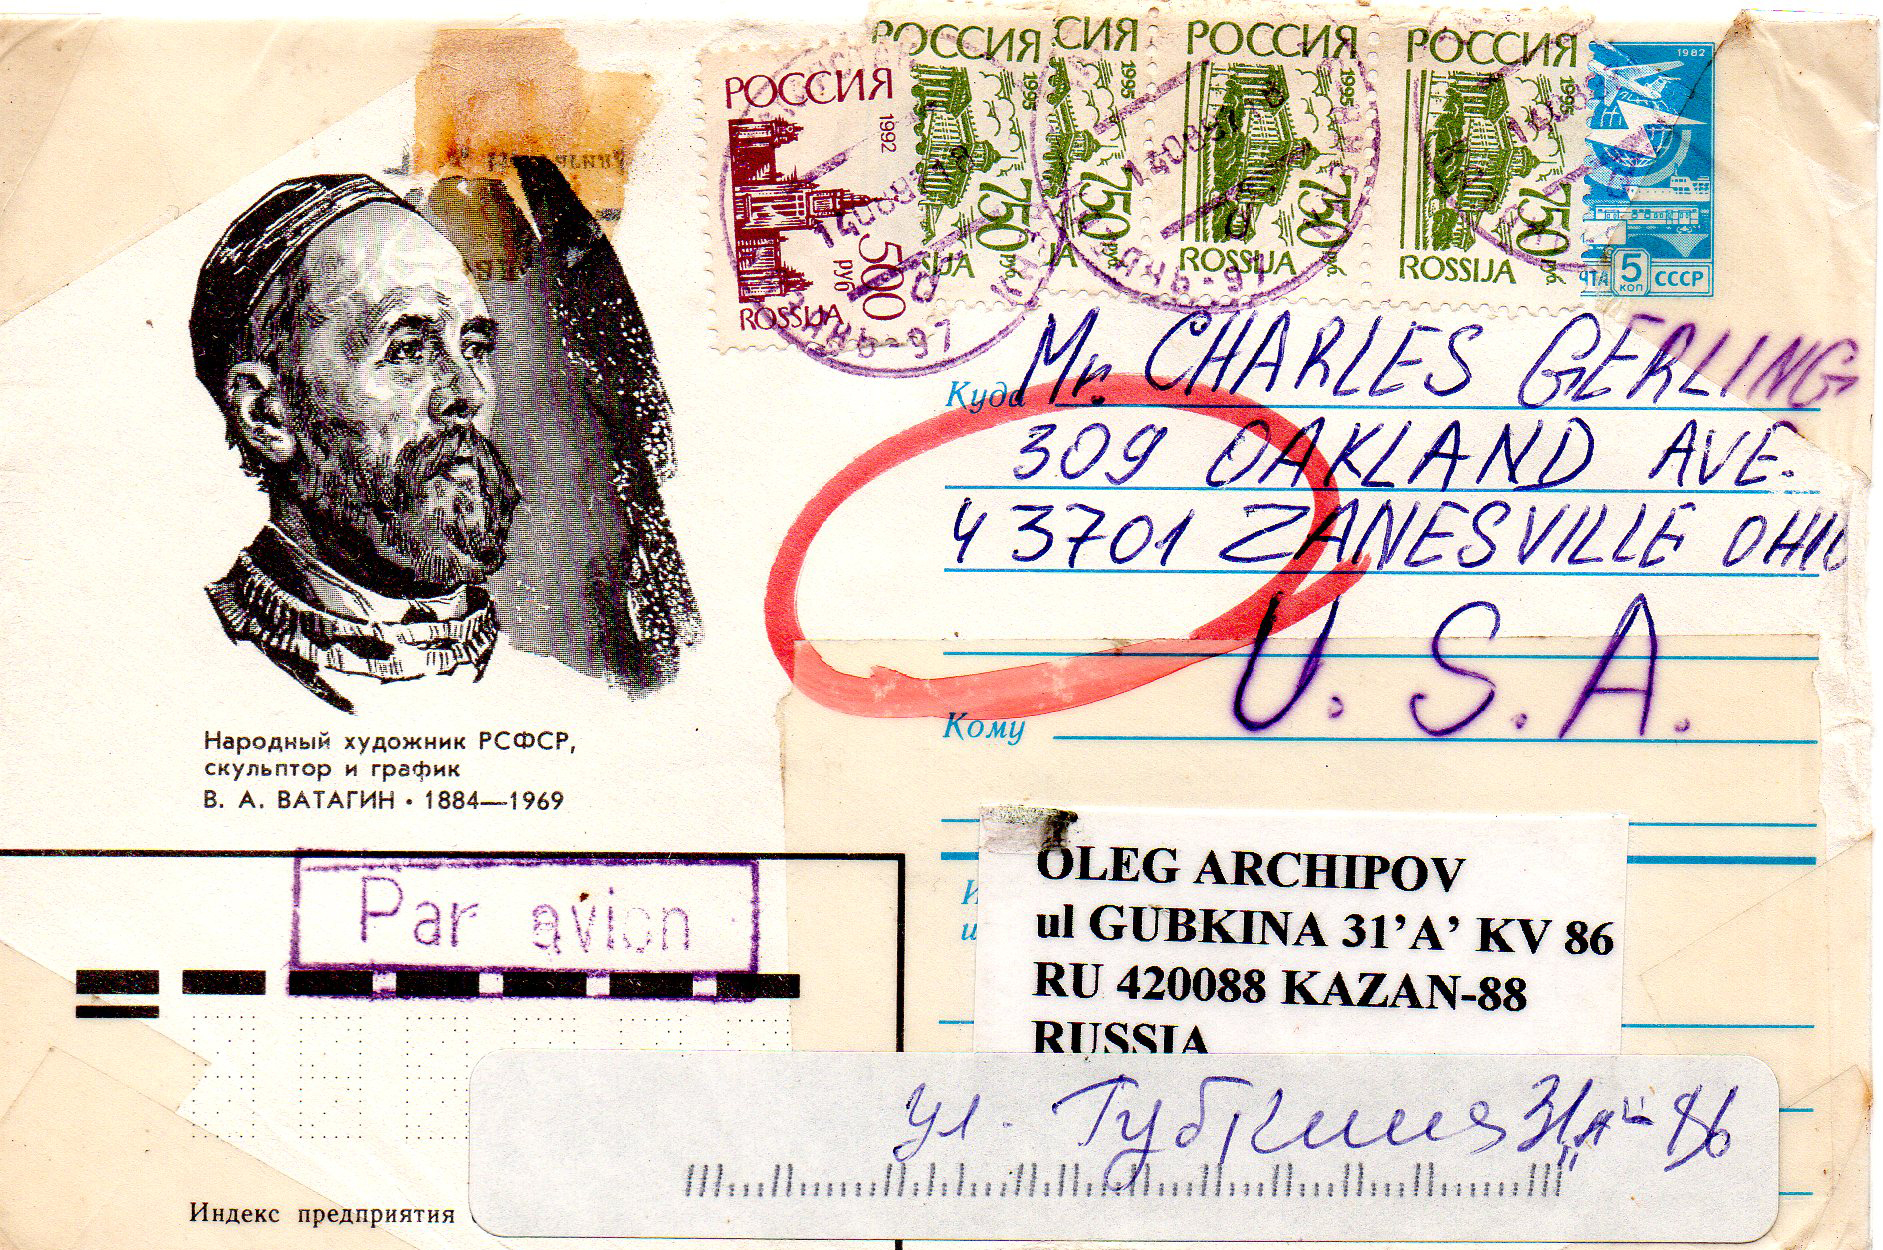 РОССИЯ 1992 500 руб ROSSIJA
РОССИЯ 1995 750 SIJA
СИЯ 1995 750 руб IJA
РОССИЯ 1995 750 руб ROSSIJA
РОССИЯ 1995 750 руб ROSSIJA
1982 ЧТА 5 коп СССР
Куда Mr. CHARLES GERLING
309 OAKLAND AVE.
43701 ZANESVILLE OHIO
U. S. A.
Кому
Народный художник РСФСР,
скульптор и график
В. А. ВАТАГИН • 1884—1969
Par avion
OLEG ARCHIPOV
ul GUBKINA 31’A’ KV 86
RU 420088 KAZAN-88
RUSSIA
ул. Губкина 31„А“-86
Индекс предприятия